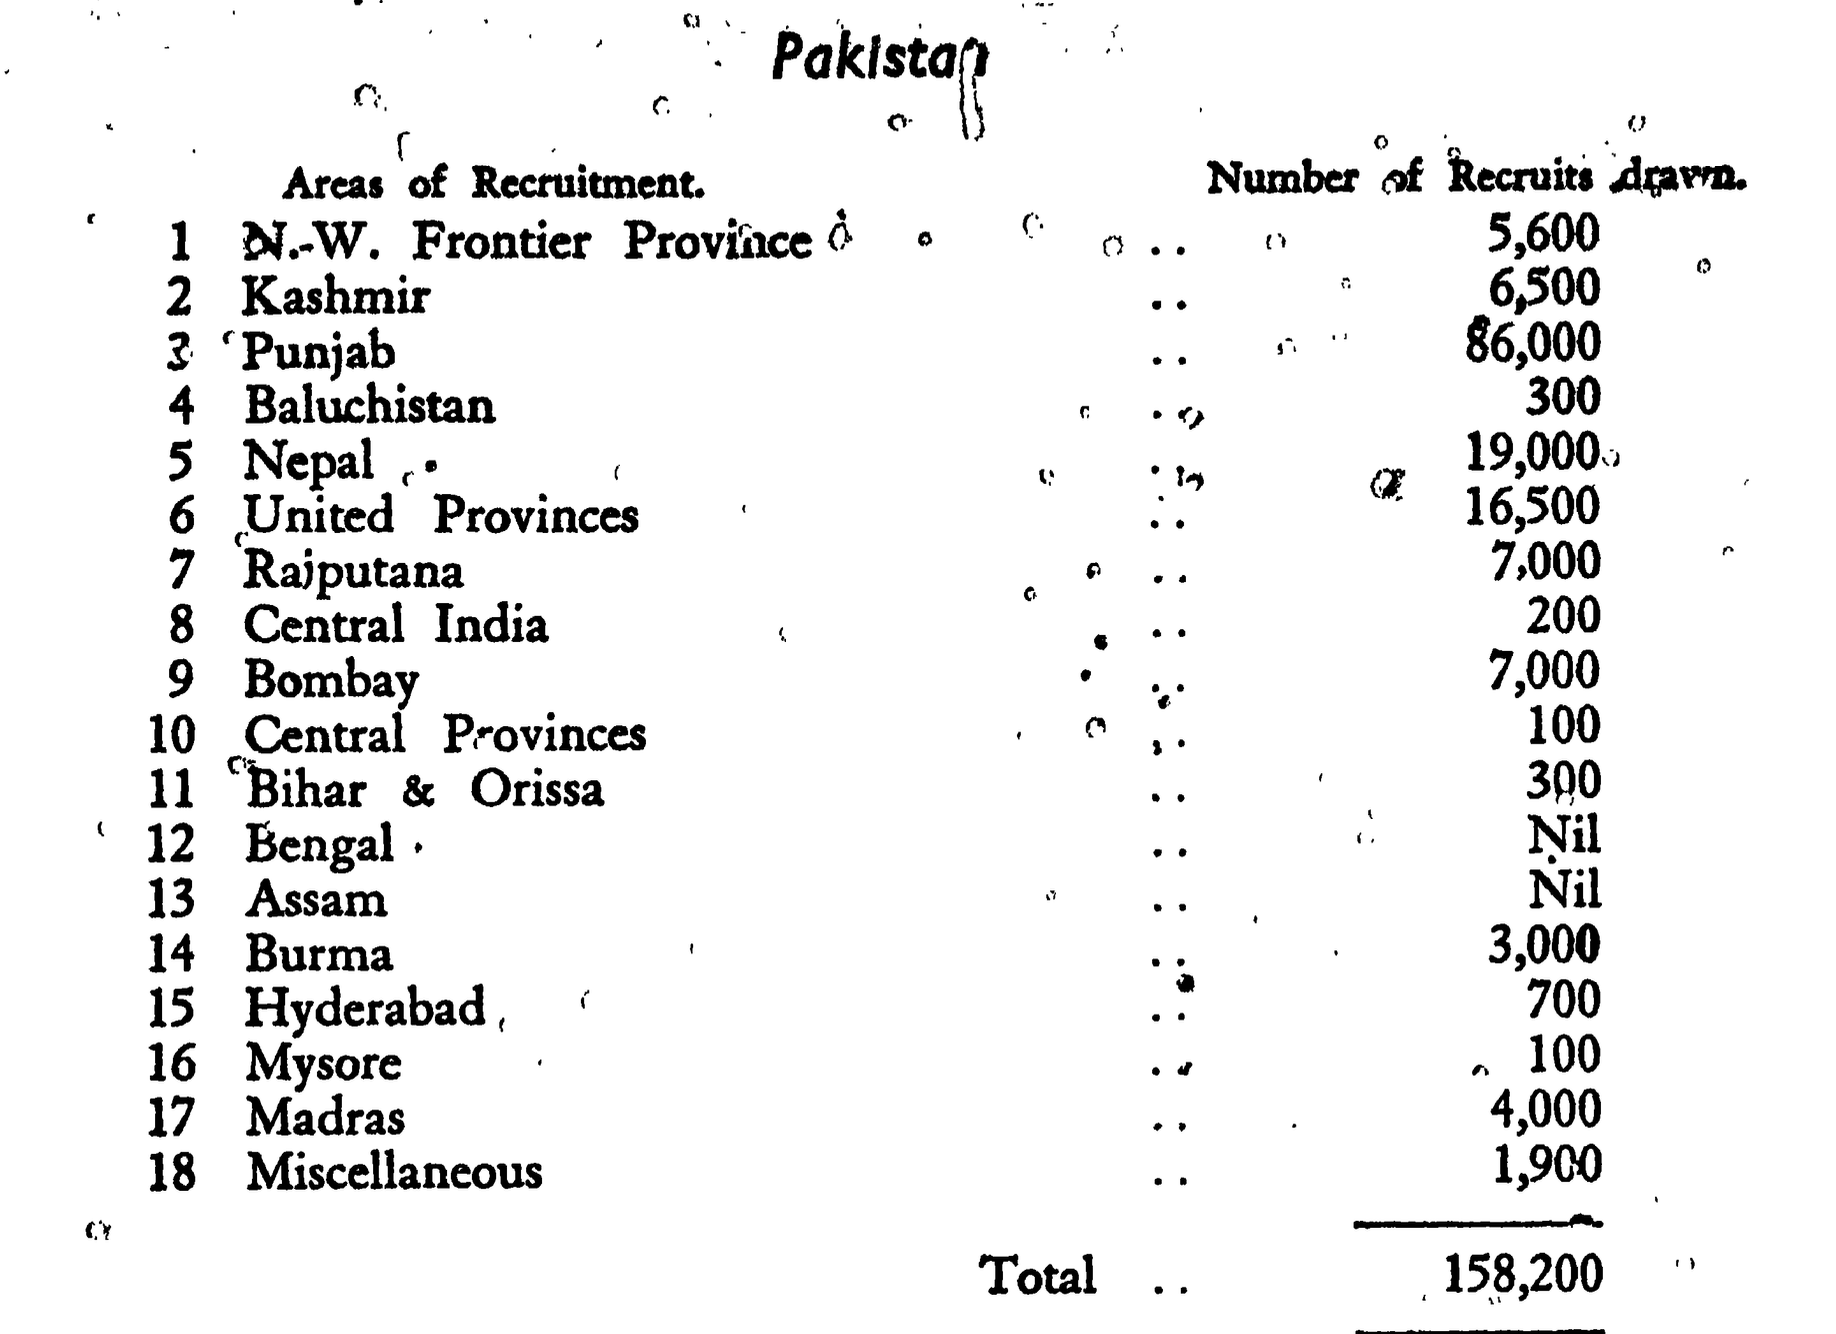 Pakistan
Areas of Recruitment. Number of Recruits drawn.
1 N.-W. Frontier Province .. 5,600
2 Kashmir .. 6,500
3 Punjab .. 86,000
4 Baluchistan .. 300
5 Nepal .. 19,000
6 United Provinces .. 16,500
7 Rajputana .. 7,000
8 Central India .. 200
9 Bombay .. 7,000
10 Central Provinces .. 100
11 Bihar & Orissa .. 300
12 Bengal .. Nil
13 Assam .. Nil
14 Burma .. 3,000
15 Hyderabad .. 700
16 Mysore .. 100
17 Madras .. 4,000
18 Miscellaneous .. 1,900
Total .. 158,200